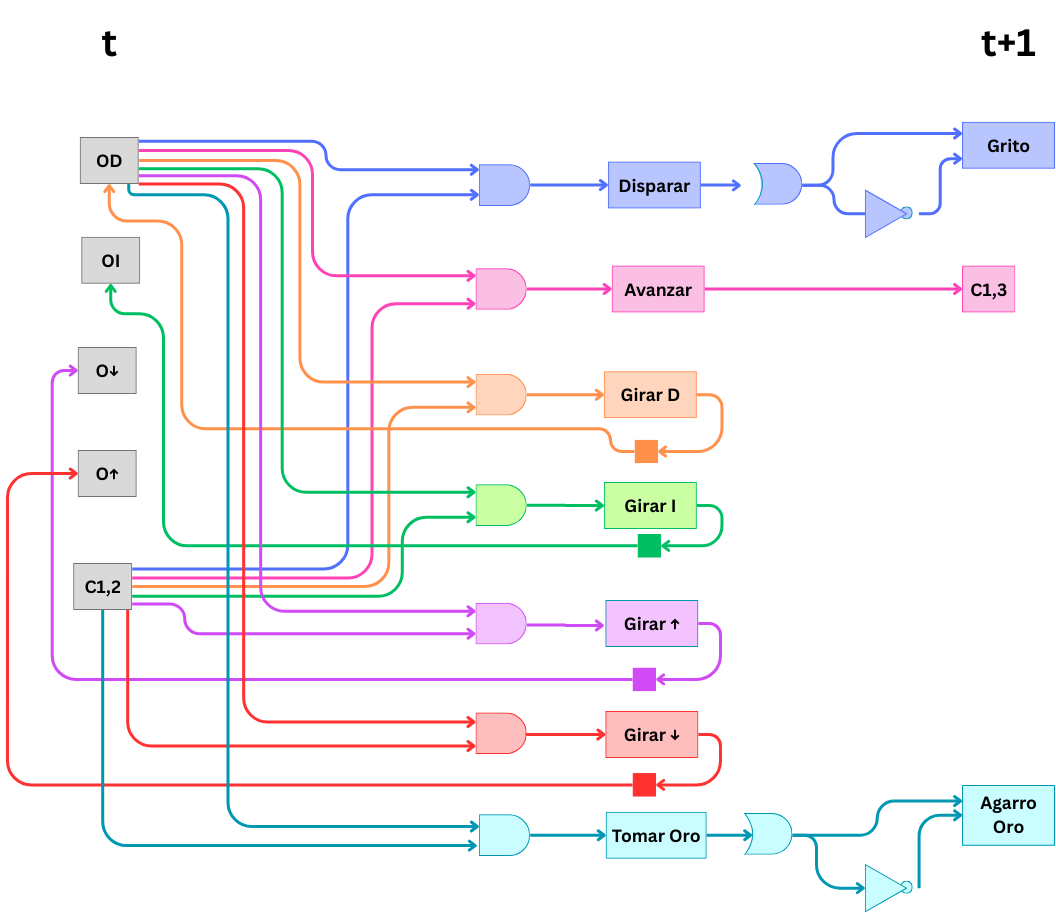 t
t+1
OD
Disparar
Grito
OI
Avanzar
C1,3
O↓
Girar D
O↑
Girar I
C1,2
Girar ↑
Girar ↓
Tomar Oro
Agarro
Oro